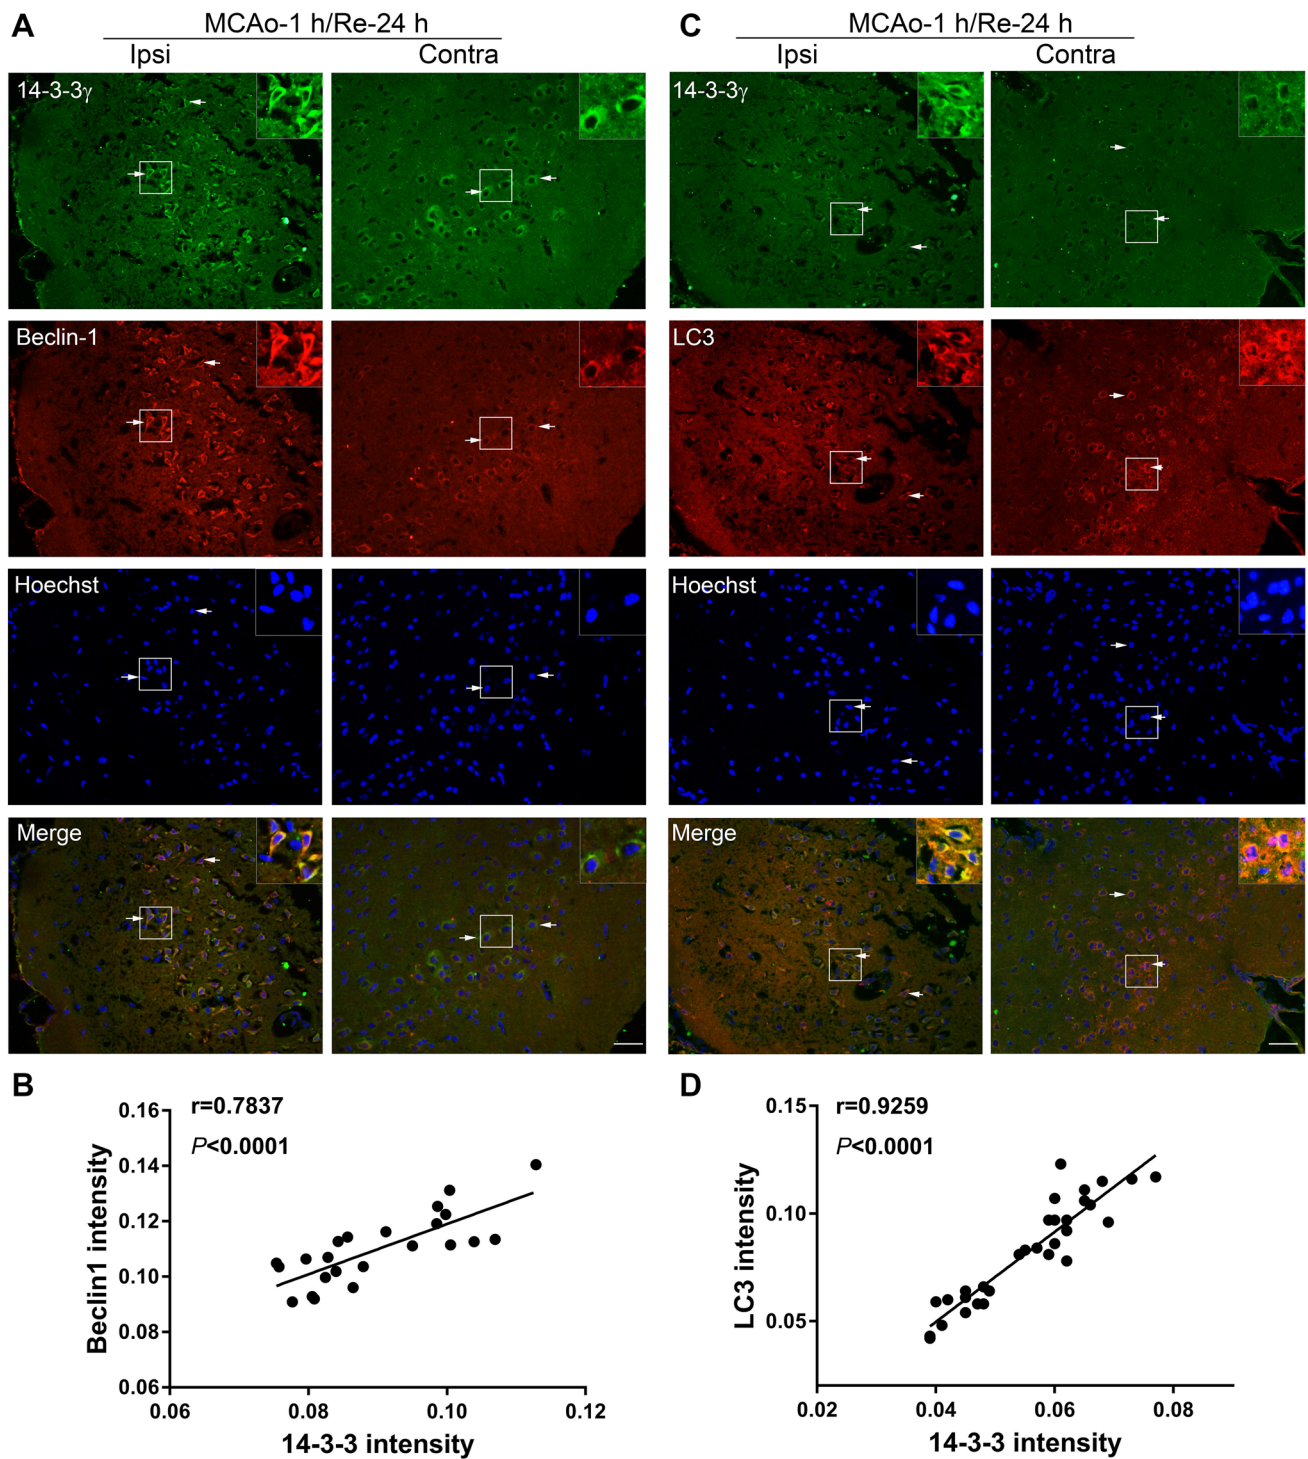 A
MCAo-1 h/Re-24 h
Ipsi
Contra
14-3-3γ
Beclin-1
Hoechst
Merge
C
MCAo-1 h/Re-24 h
Ipsi
Contra
14-3-3γ
LC3
Hoechst
Merge
B
r=0.7837
P<0.0001
Beclin1 intensity
0.16
0.14
0.12
0.10
0.08
0.06
0.06
0.08
0.10
0.12
14-3-3 intensity
D
r=0.9259
P<0.0001
LC3 intensity
0.15
0.10
0.05
0.02
0.04
0.06
0.08
14-3-3 intensity